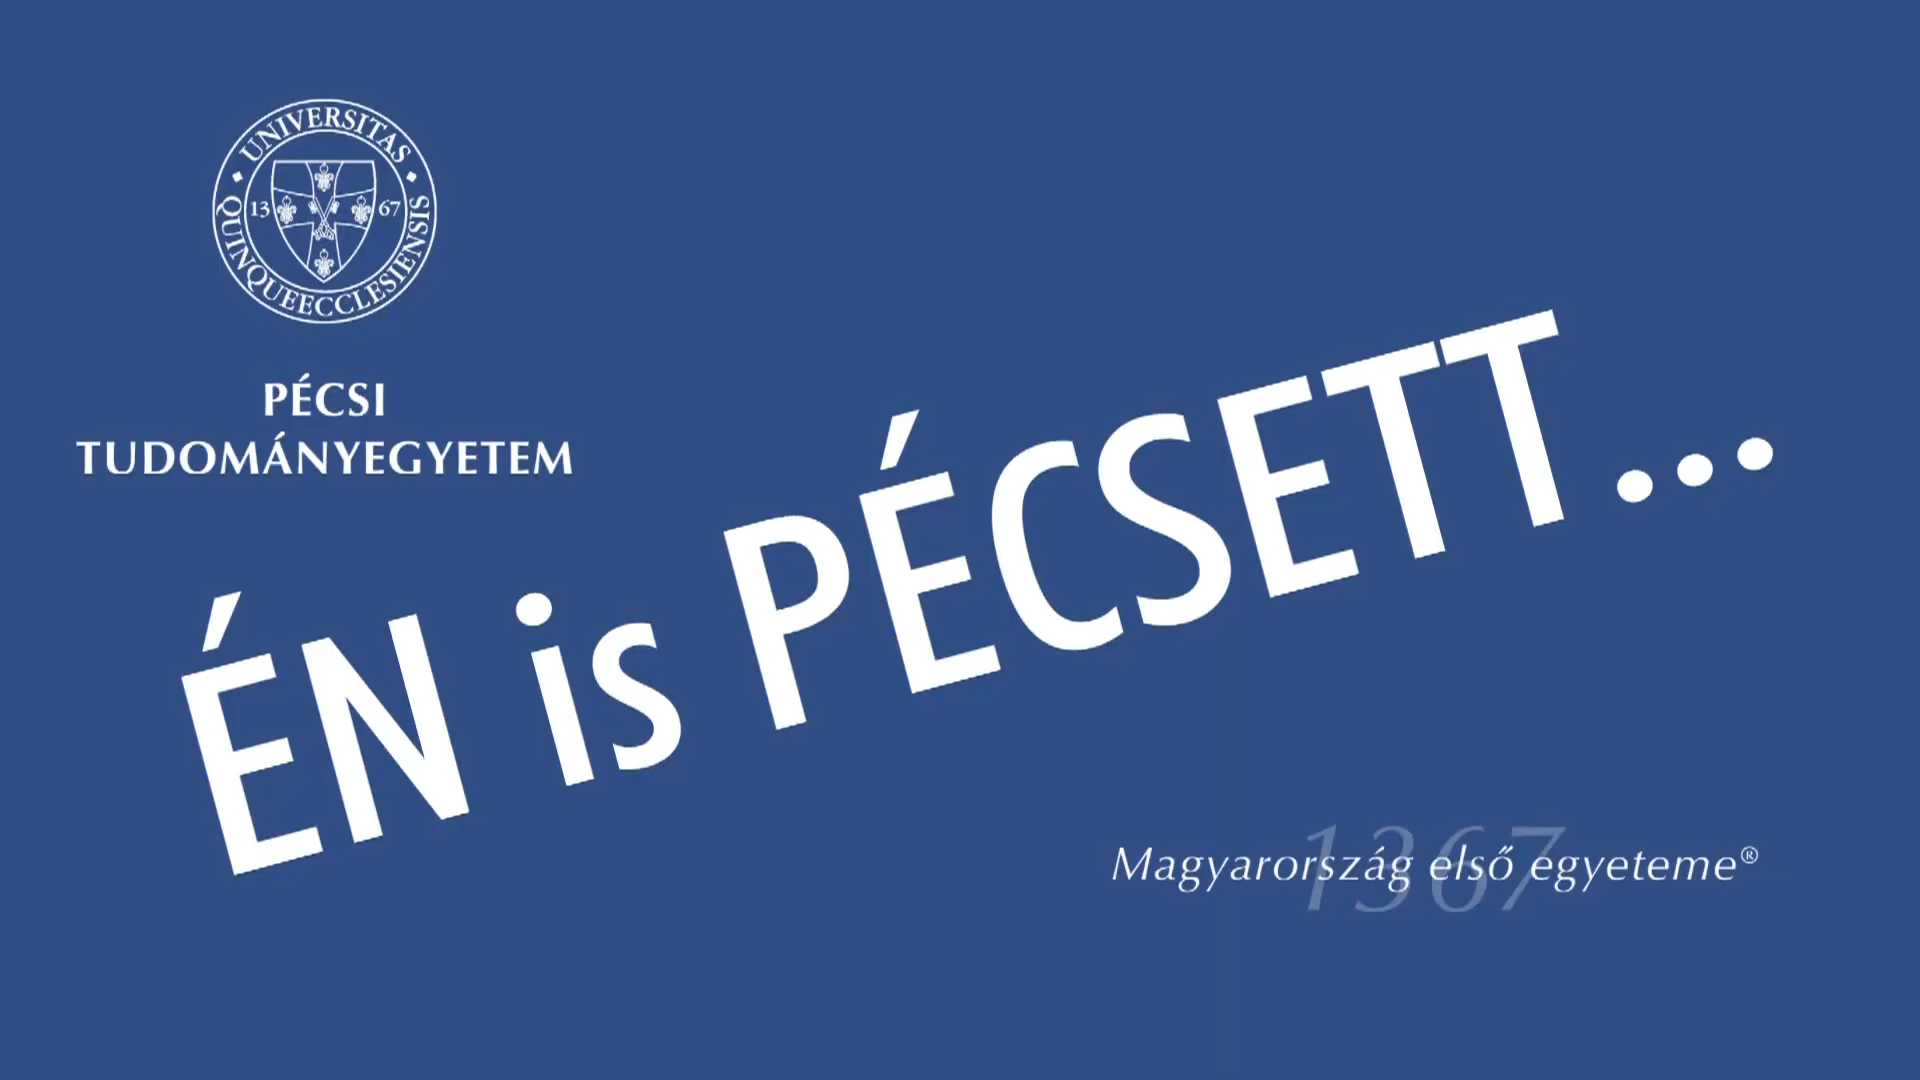 UNIVERSITAS
QUINQUEECCLESIENSIS
13 67
PÉCSI
TUDOMÁNYEGYETEM
ÉN is PÉCSETT...
1367
Magyarország első egyeteme®